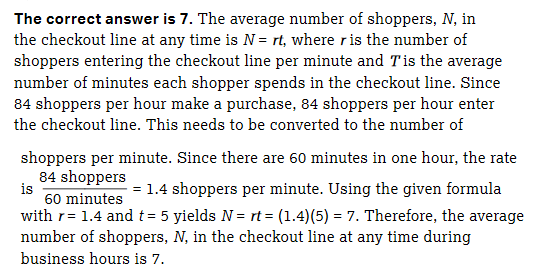 The correct answer is 7. The average number of shoppers, N, in
the checkout line at any time is N = rt, where r is the number of
shoppers entering the checkout line per minute and T is the average
number of minutes each shopper spends in the checkout line. Since
84 shoppers per hour make a purchase, 84 shoppers per hour enter
the checkout line. This needs to be converted to the number of
shoppers per minute. Since there are 60 minutes in one hour, the rate
84 shoppers
is = 1.4 shoppers per minute. Using the given formula
60 minutes
with r = 1.4 and t = 5 yields N = rt = (1.4)(5) = 7. Therefore, the average
number of shoppers, N, in the checkout line at any time during
business hours is 7.